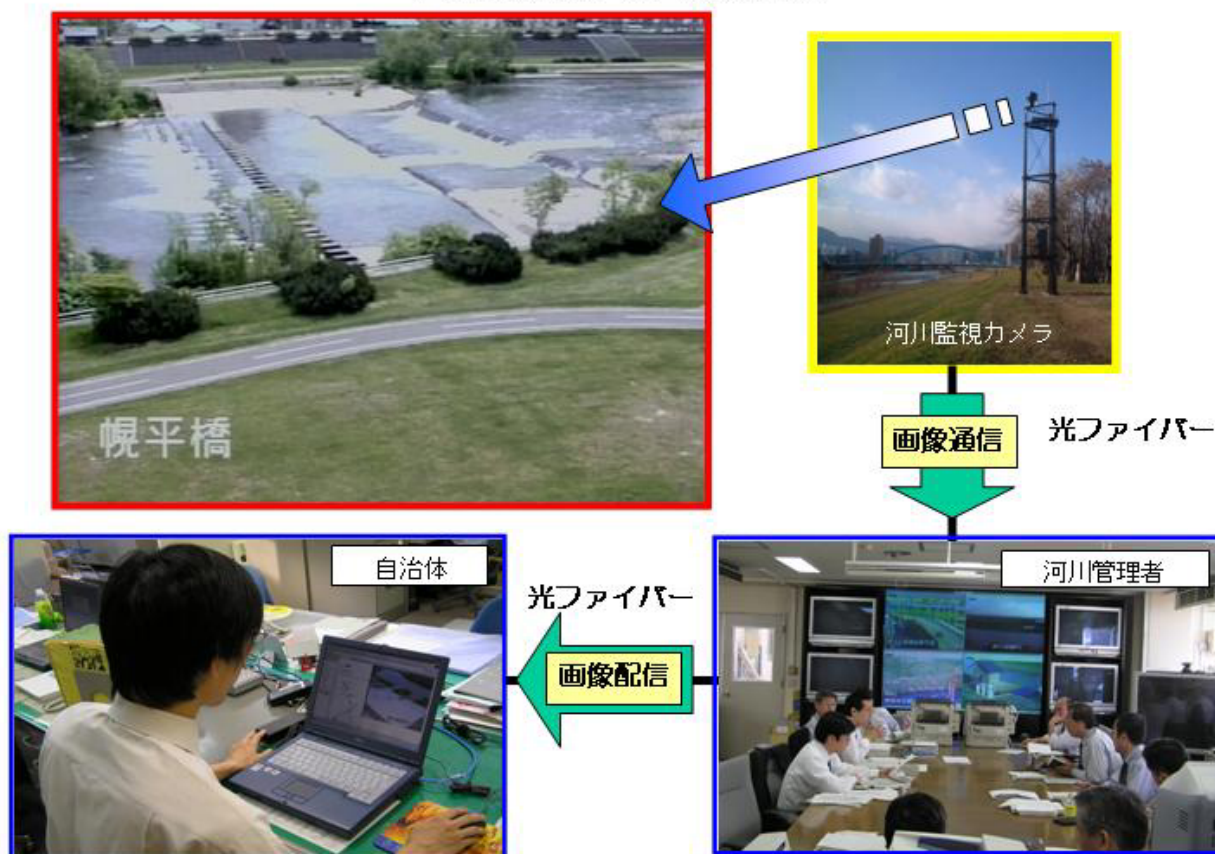 河川監視カメラ
幌平橋
画像通信
光ファイバー
自治体
光ファイバー
画像配信
河川管理者